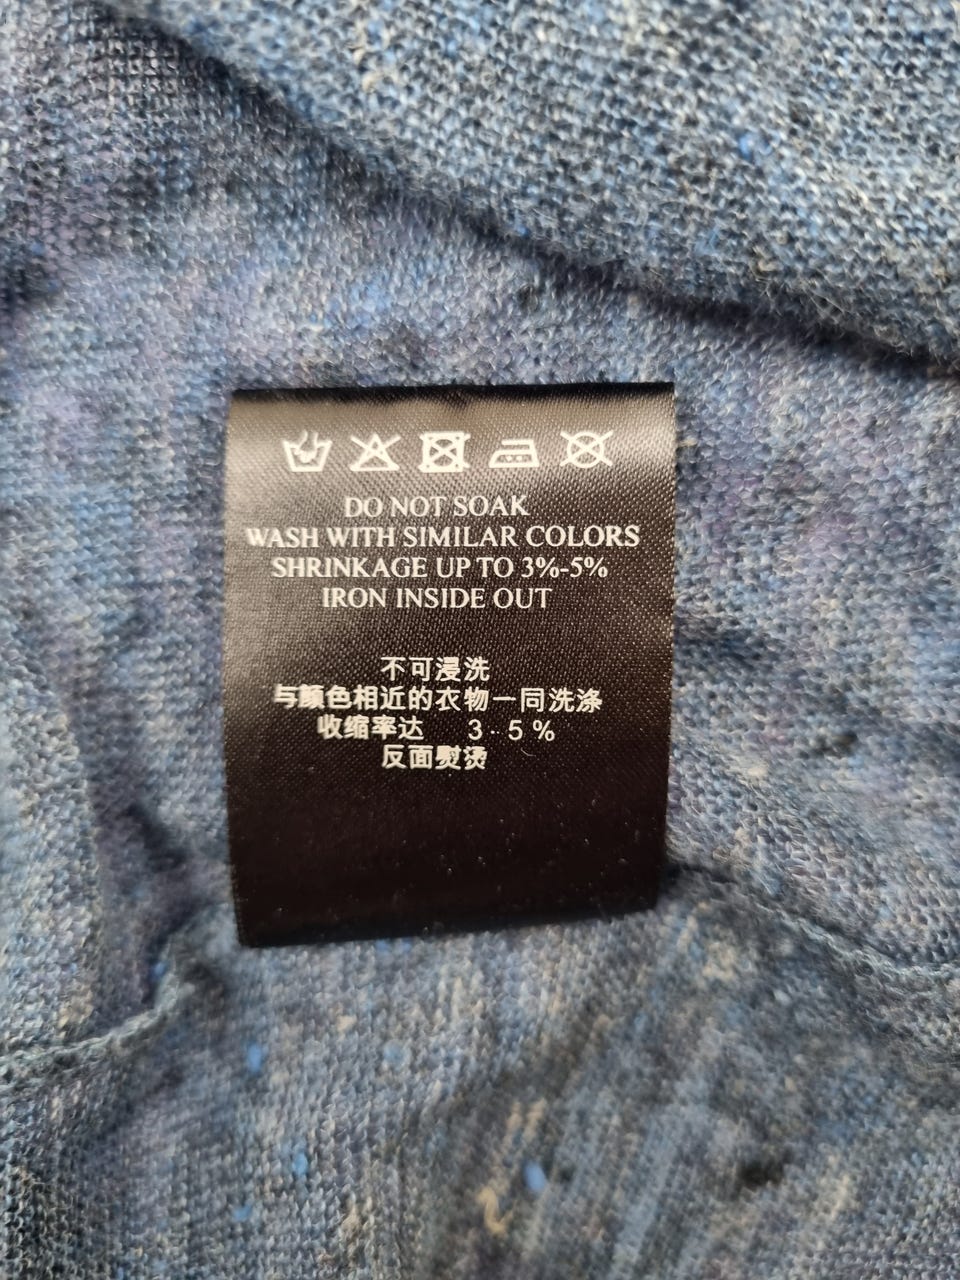 DO NOT SOAK
WASH WITH SIMILAR COLORS
SHRINKAGE UP TO 3%-5%
IRON INSIDE OUT
不可浸洗
与颜色相近的衣物一同洗涤
收缩率达 3·5%
反面熨烫